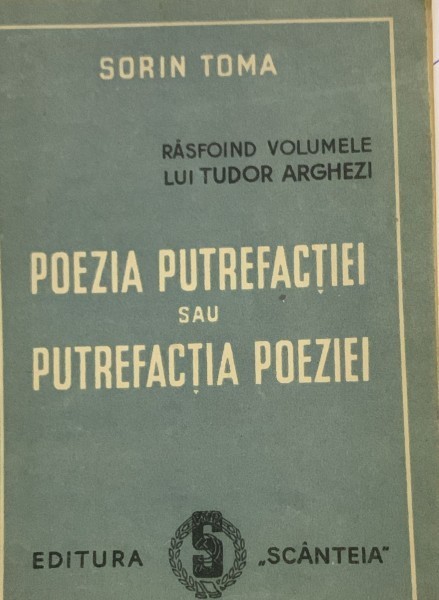 SORIN TOMA
RĂSFOIND VOLUMELE
LUI TUDOR ARGHEZI
POEZIA PUTREFACȚIEI
SAU
PUTREFACȚIA POEZIEI
S
EDITURA „SCÂNTEIA"